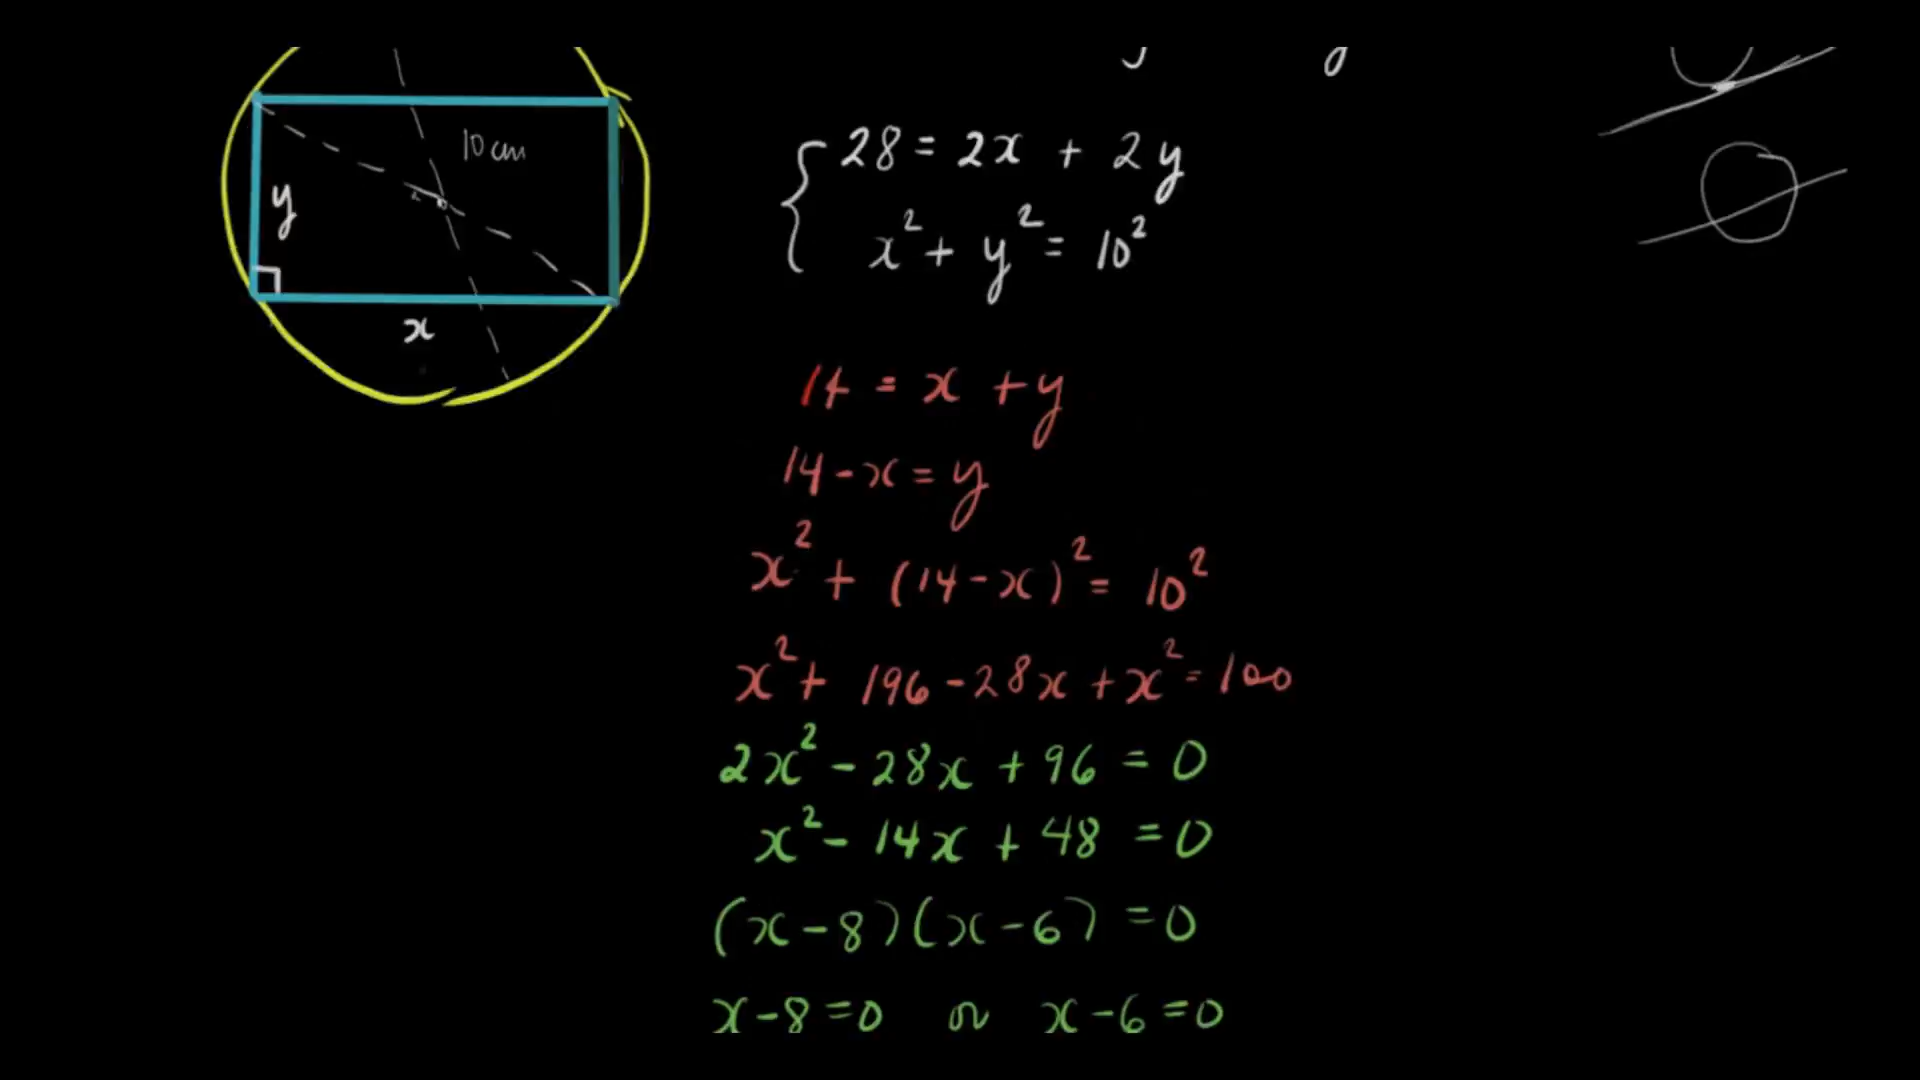 10 cm
y
x
28 = 2x + 2y
x² + y² = 10²
14 = x + y
14 - x = y
x² + (14 - x)² = 10²
x² + 196 - 28x + x² = 100
2x² - 28x + 96 = 0
x² - 14x + 48 = 0
(x - 8)(x - 6) = 0
x - 8 = 0 or x - 6 = 0